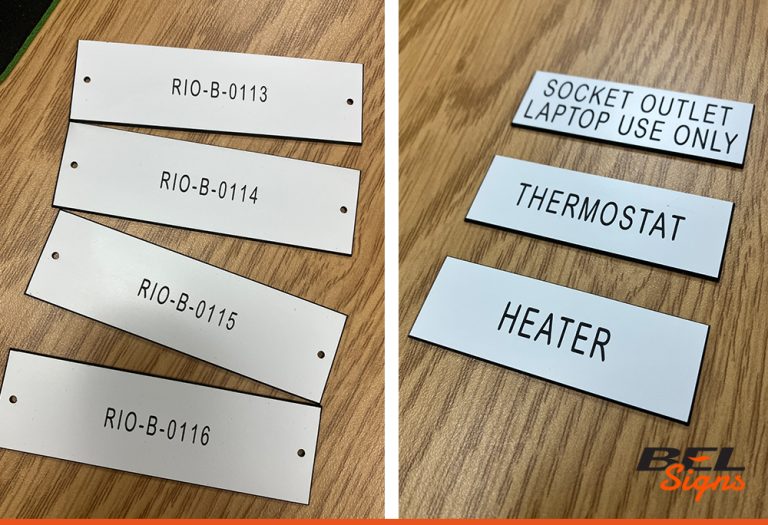 RIO-B-0113
RIO-B-0114
RIO-B-0115
RIO-B-0116
SOCKET OUTLET
LAPTOP USE ONLY
THERMOSTAT
HEATER
BEL
Signs